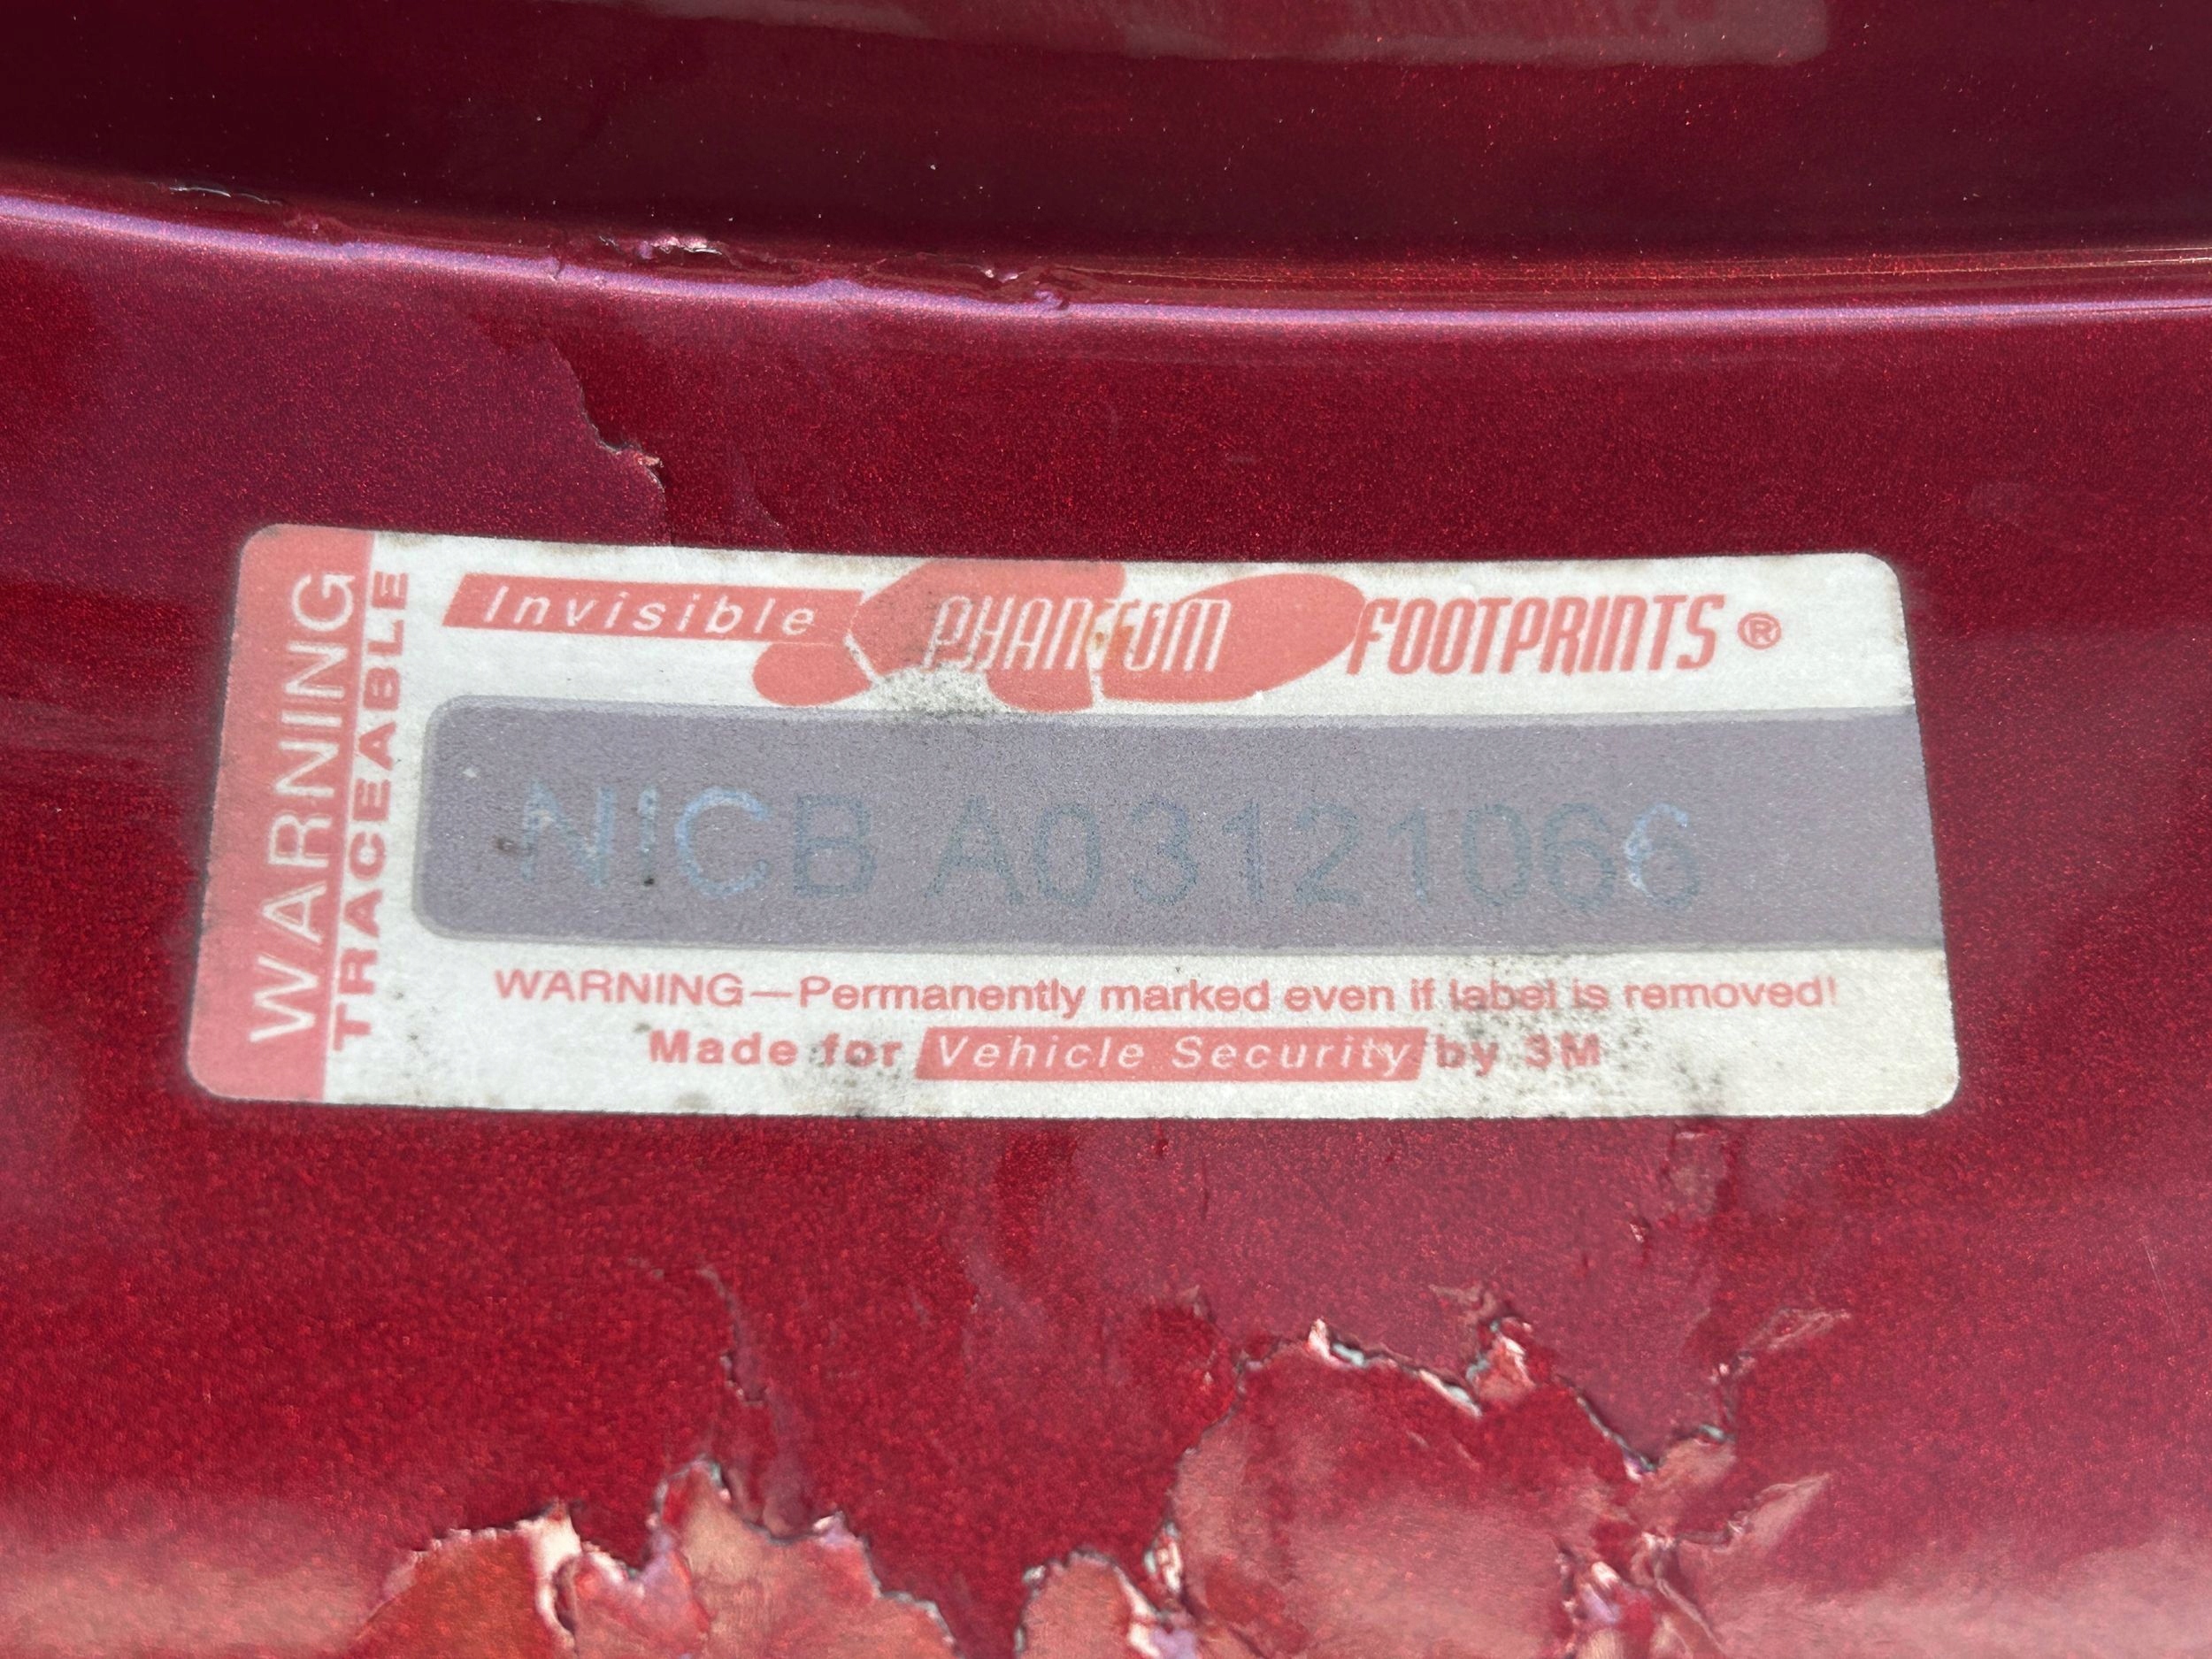 WARNING
TRACEABLE
Invisible PHANTOM FOOTPRINTS®
NICB A03121066
WARNING—Permanently marked even if label is removed!
Made for Vehicle Security by 3M